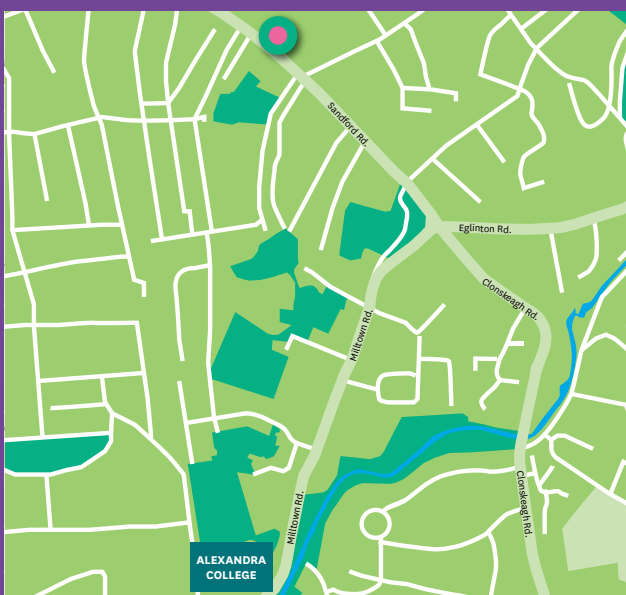 Sandford Rd.
Eglinton Rd.
Clonskeagh Rd.
Milltown Rd.
Clonskeagh Rd.
Milltown Rd.
ALEXANDRA
COLLEGE